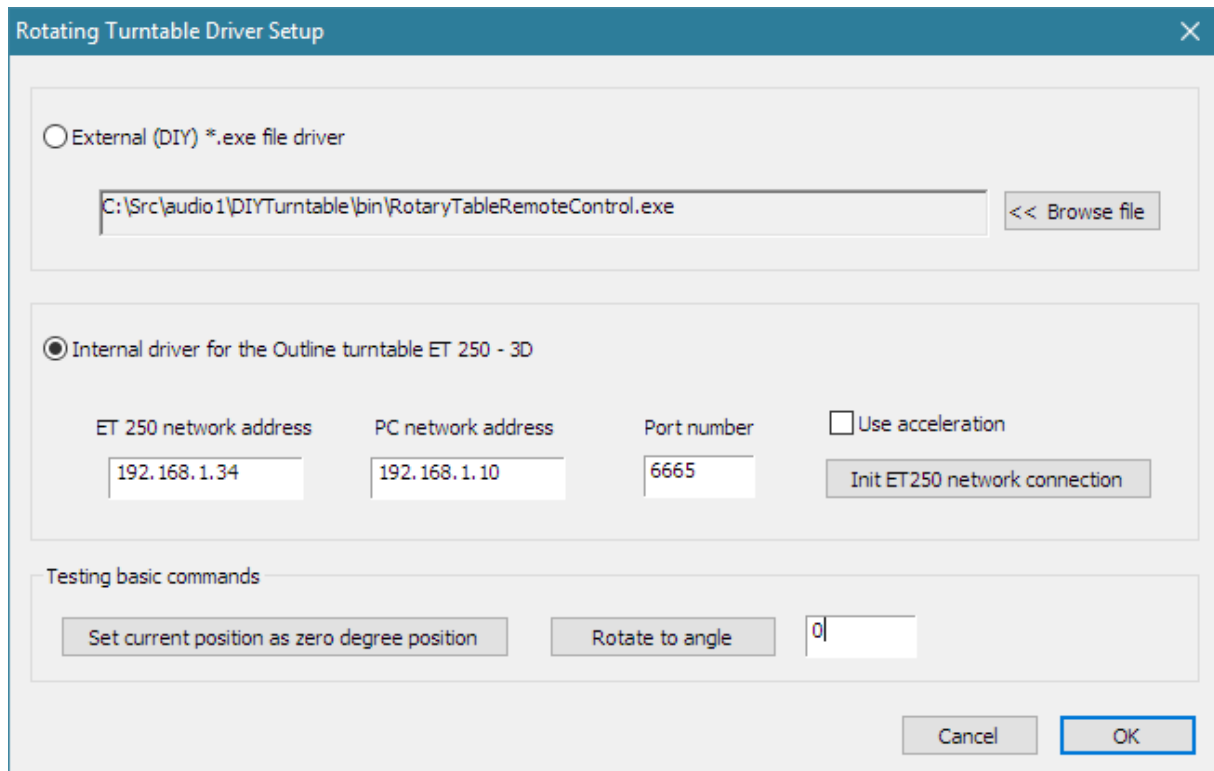 Rotating Turntable Driver Setup
External (DIY) *.exe file driver
C:\Src\audio1\DIYTurntable\bin\RotaryTableRemoteControl.exe
<< Browse file
Internal driver for the Outline turntable ET 250 - 3D
ET 250 network address
PC network address
Port number
Use acceleration
192.168.1.34
192.168.1.10
6665
Init ET250 network connection
Testing basic commands
Set current position as zero degree position
Rotate to angle
0
Cancel
OK